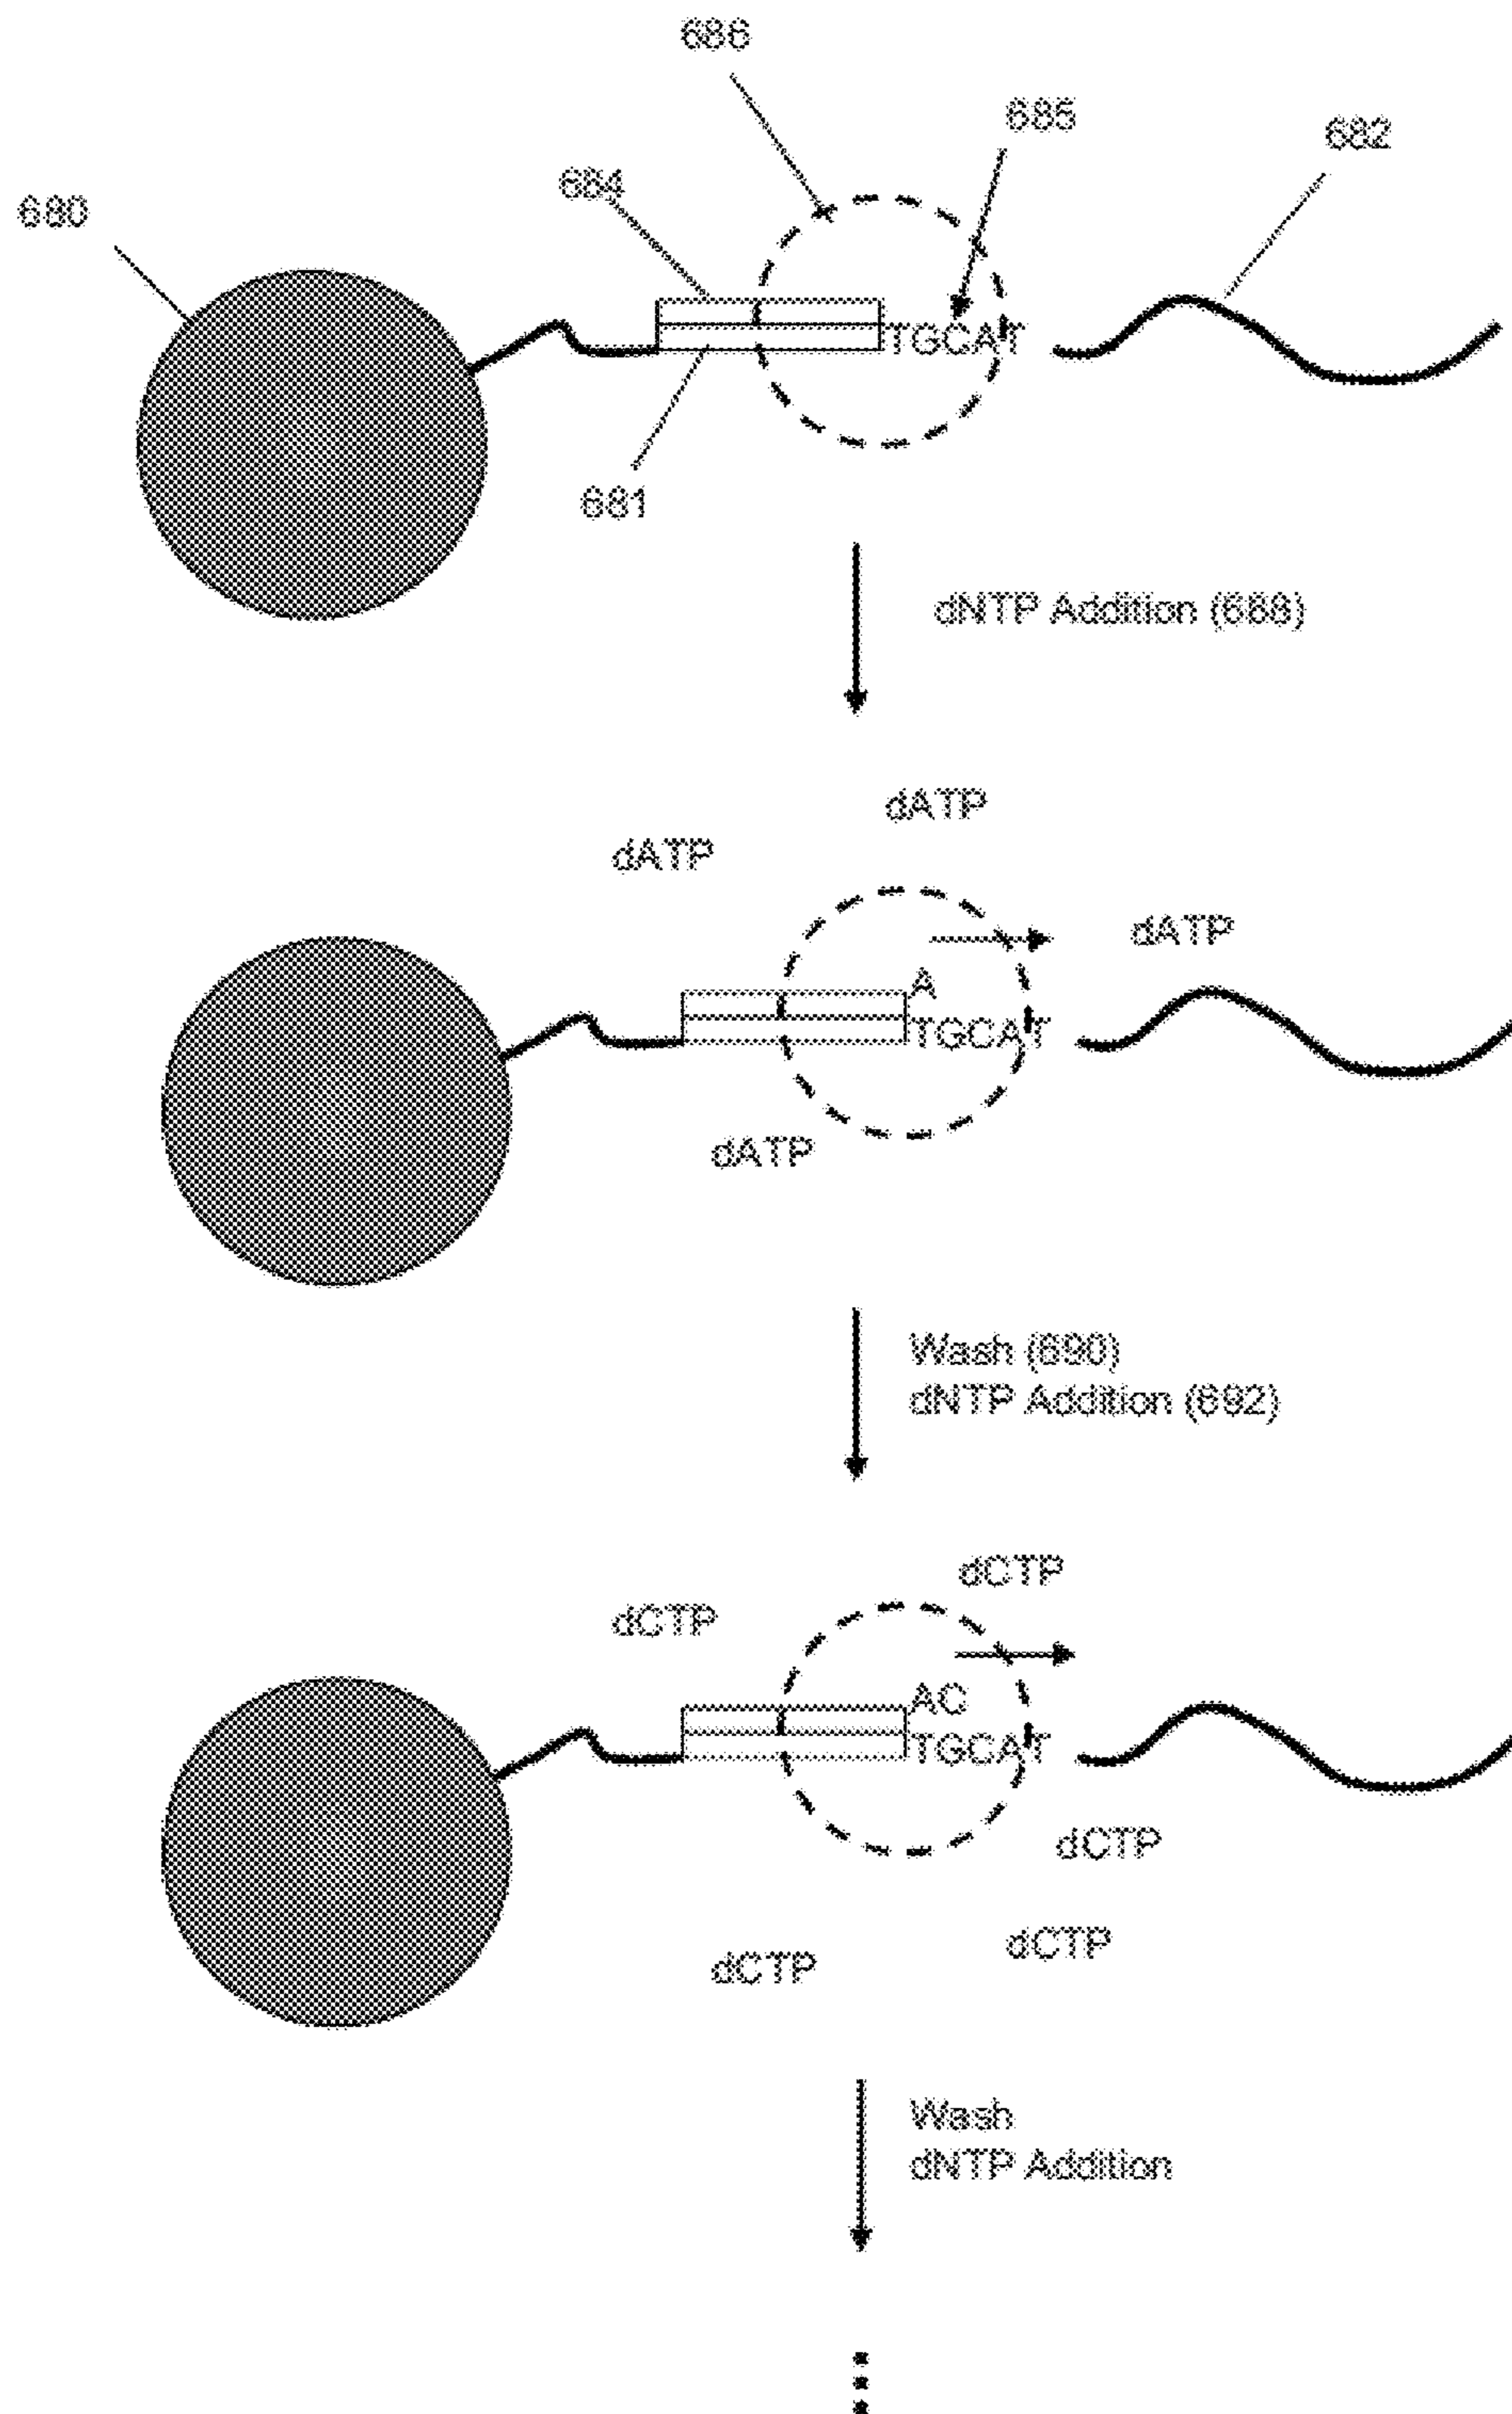 686
685
682
684
680
TGCAT
681
dNTP Addition (688)
dATP
dATP
dATP
A
TGCAT
dATP
Wash (690)
dNTP Addition (692)
dCTP
dCTP
AC
TGCAT
dCTP
dCTP
dCTP
Wash
dNTP Addition